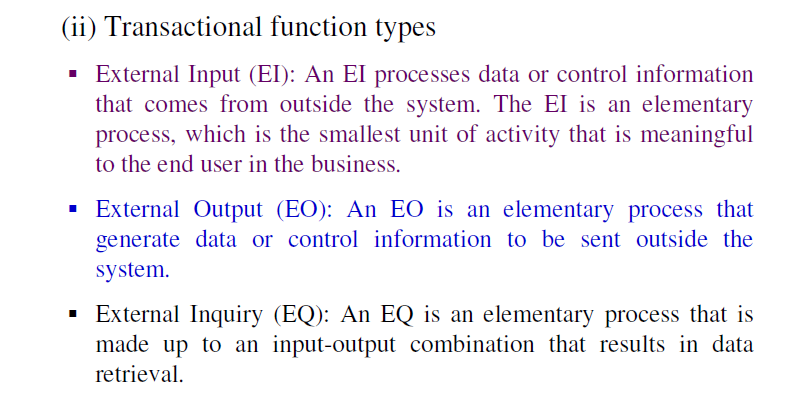 (ii) Transactional function types
▪ External Input (EI): An EI processes data or control information
that comes from outside the system. The EI is an elementary
process, which is the smallest unit of activity that is meaningful
to the end user in the business.
▪ External Output (EO): An EO is an elementary process that
generate data or control information to be sent outside the
system.
▪ External Inquiry (EQ): An EQ is an elementary process that is
made up to an input-output combination that results in data
retrieval.